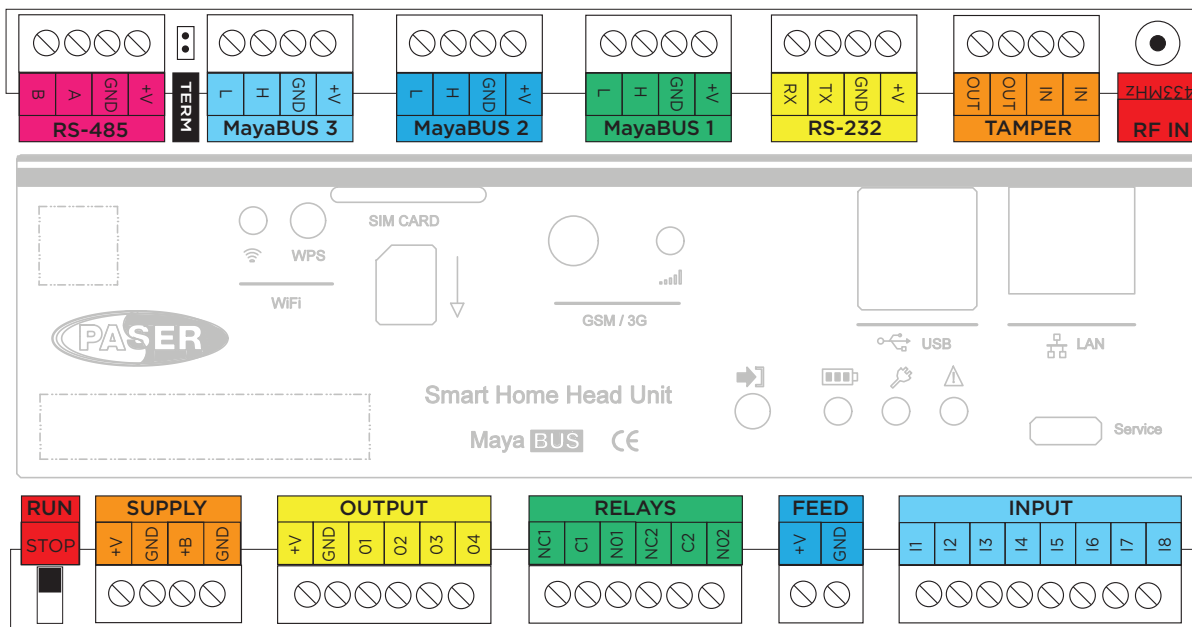 B A GND +V
RS-485
TERM
L H GND +V
MayaBUS 3
L H GND +V
MayaBUS 2
L H GND +V
MayaBUS 1
RX TX GND +V
RS-232
OUT OUT IN IN
TAMPER
433MHz
RF IN
SIM CARD
WPS
WiFi
GSM / 3G
USB
LAN
PASER
Smart Home Head Unit
Maya BUS CE
Service
RUN
STOP
SUPPLY
+V GND +B GND
OUTPUT
+V GND O1 O2 O3 O4
RELAYS
NC1 C1 NO1 NC2 C2 NO2
FEED
+V GND
INPUT
I1 I2 I3 I4 I5 I6 I7 I8